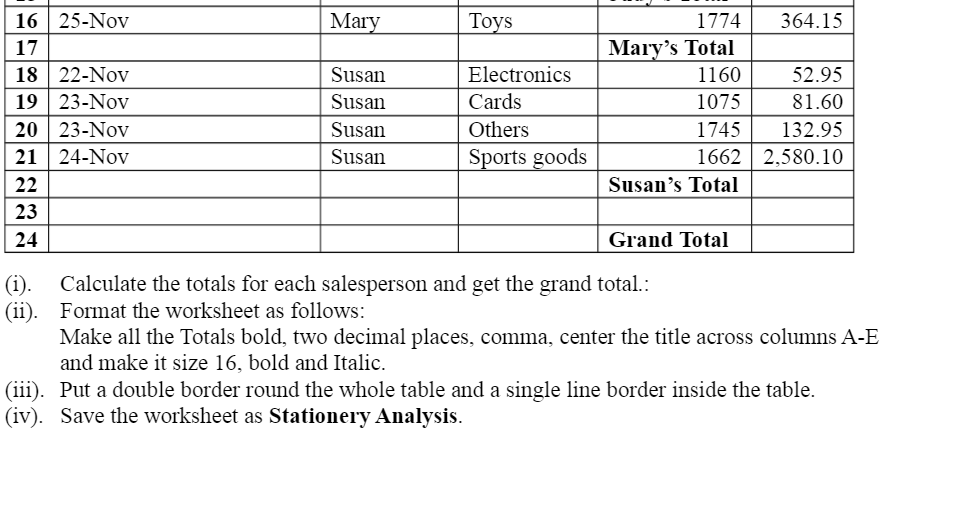 16 25-Nov Mary Toys 1774 364.15
17 Mary’s Total
18 22-Nov Susan Electronics 1160 52.95
19 23-Nov Susan Cards 1075 81.60
20 23-Nov Susan Others 1745 132.95
21 24-Nov Susan Sports goods 1662 2,580.10
22 Susan’s Total
23
24 Grand Total
(i). Calculate the totals for each salesperson and get the grand total.:
(ii). Format the worksheet as follows:
Make all the Totals bold, two decimal places, comma, center the title across columns A-E
and make it size 16, bold and Italic.
(iii). Put a double border round the whole table and a single line border inside the table.
(iv). Save the worksheet as Stationery Analysis.